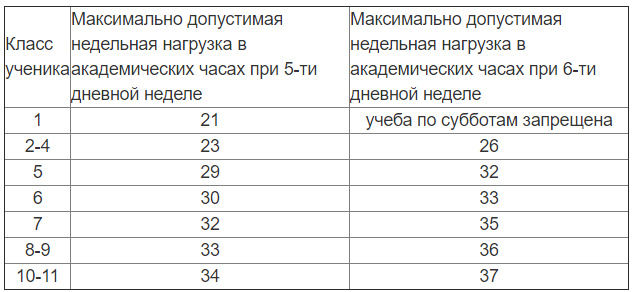 Класс ученика
Максимально допустимая недельная нагрузка в академических часах при 5-ти дневной неделе
Максимально допустимая недельная нагрузка в академических часах при 6-ти дневной неделе
1 21 учеба по субботам запрещена
2-4 23 26
5 29 32
6 30 33
7 32 35
8-9 33 36
10-11 34 37